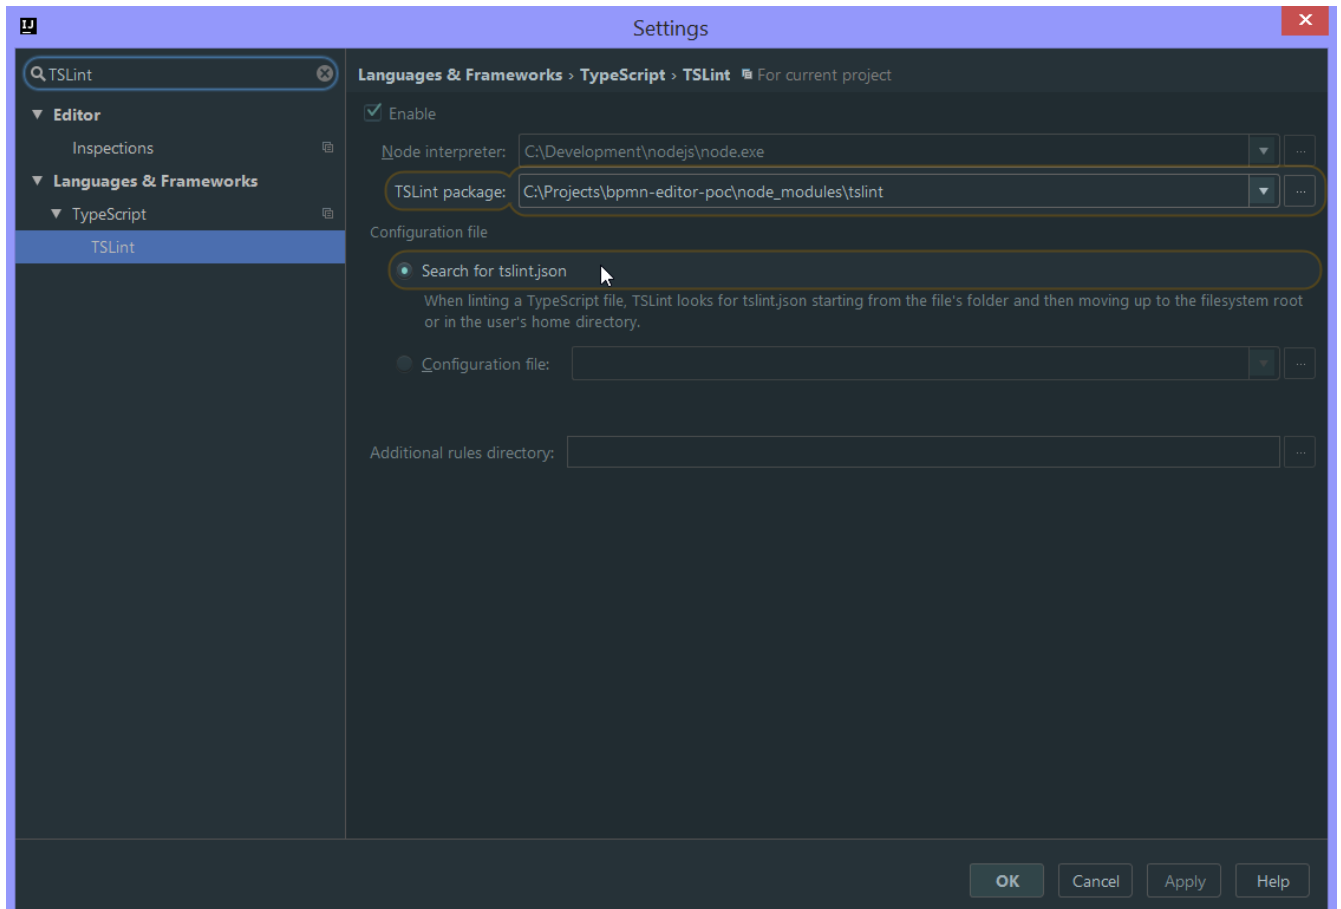 IJ
Settings
TSLint
Editor
Inspections
Languages & Frameworks
TypeScript
TSLint
Languages & Frameworks › TypeScript › TSLint For current project
Enable
Node interpreter: C:\Development\nodejs\node.exe ...
TSLint package: C:\Projects\bpmn-editor-poc\node_modules\tslint ...
Configuration file
Search for tslint.json
When linting a TypeScript file, TSLint looks for tslint.json starting from the file's folder and then moving up to the filesystem root
or in the user's home directory.
Configuration file: ...
Additional rules directory: ...
OK Cancel Apply Help